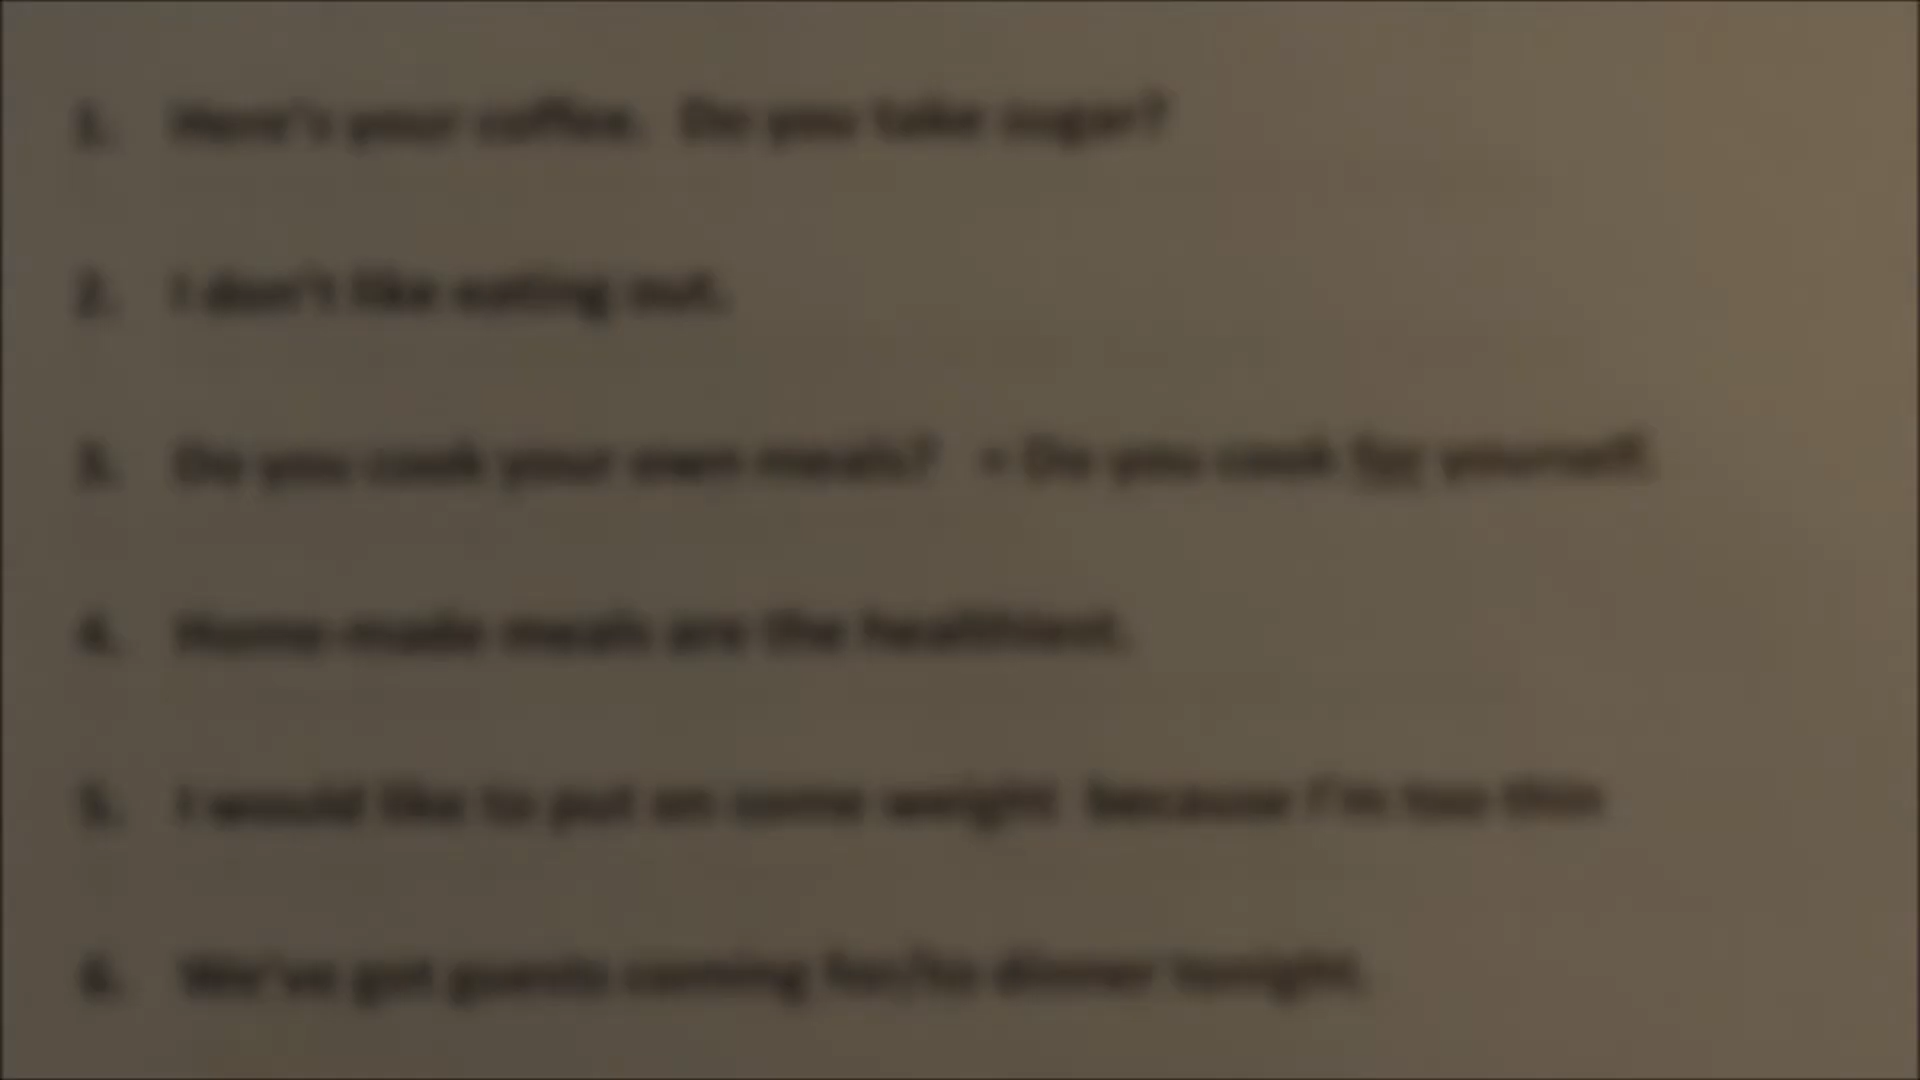 1. Here's your coffee. Do you take sugar?
2. I don't like eating out.
3. Do you cook your own meals? = Do you cook for yourself.
4. Home-made meals are the healthiest.
5. I would like to put on some weight because I'm too thin
6. We've got guests coming for/to dinner tonight.